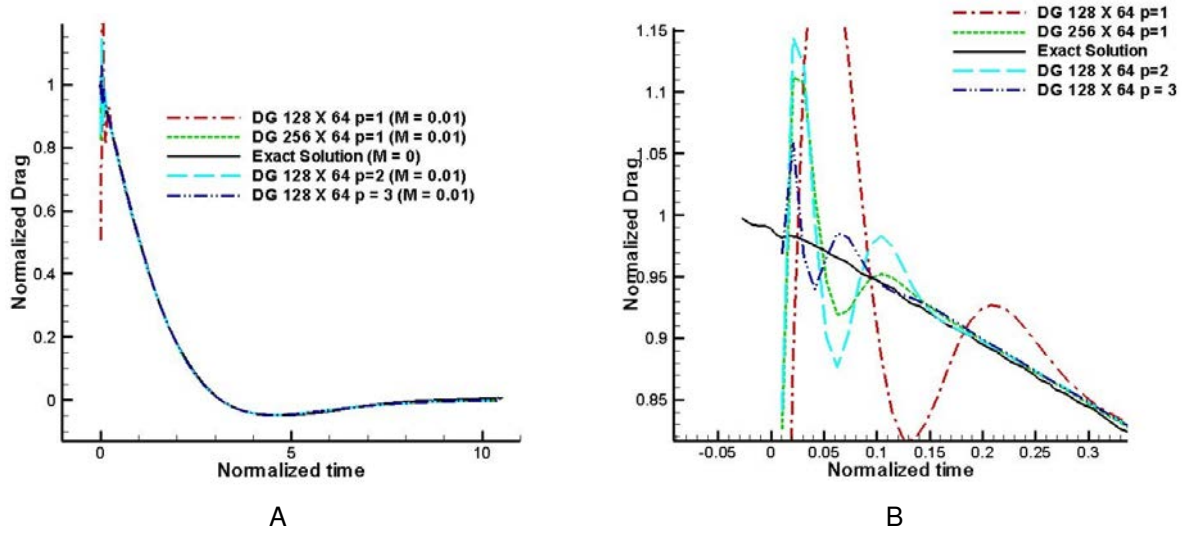 1
0.8
0.6
0.4
0.2
0
Normalized Drag
DG 128 X 64 p=1 (M = 0.01)
DG 256 X 64 p=1 (M = 0.01)
Exact Solution (M = 0)
DG 128 X 64 p=2 (M = 0.01)
DG 128 X 64 p = 3 (M = 0.01)
0
5
10
Normalized time
A
DG 128 X 64 p=1
DG 256 X 64 p=1
Exact Solution
DG 128 X 64 p=2
DG 128 X 64 p = 3
1.15
1.1
1.05
1
0.95
0.9
0.85
Normalized Drag
-0.05
0
0.05
0.1
0.15
0.2
0.25
0.3
Normalized time
B